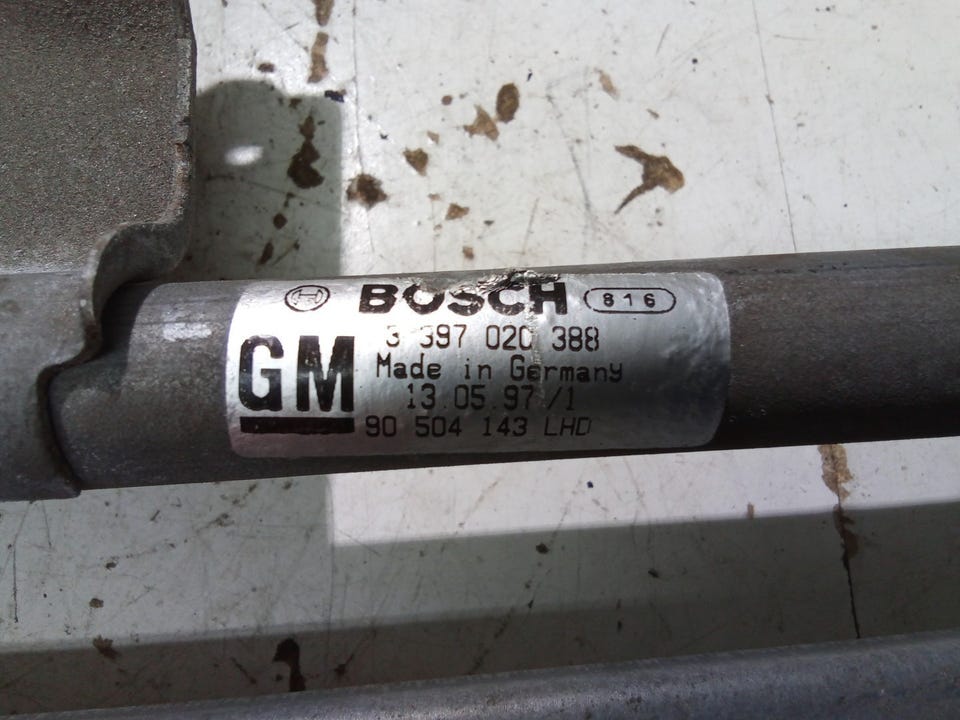 BOSCH 816
3 397 020 388
GM
Made in Germany
13.05.97/1
90 504 143 LHD